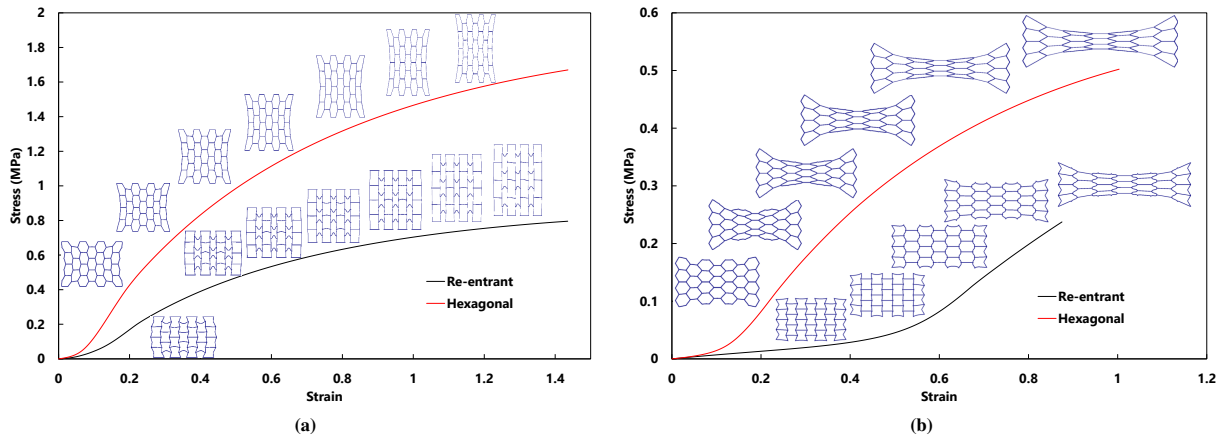 2
1.8
1.6
1.4
1.2
1
0.8
0.6
0.4
0.2
0
Stress (MPa)
0 0.2 0.4 0.6 0.8 1 1.2 1.4
Strain
Re-entrant
Hexagonal
(a)
0.6
0.5
0.4
0.3
0.2
0.1
0
Stress (MPa)
0 0.2 0.4 0.6 0.8 1 1.2
Strain
Re-entrant
Hexagonal
(b)